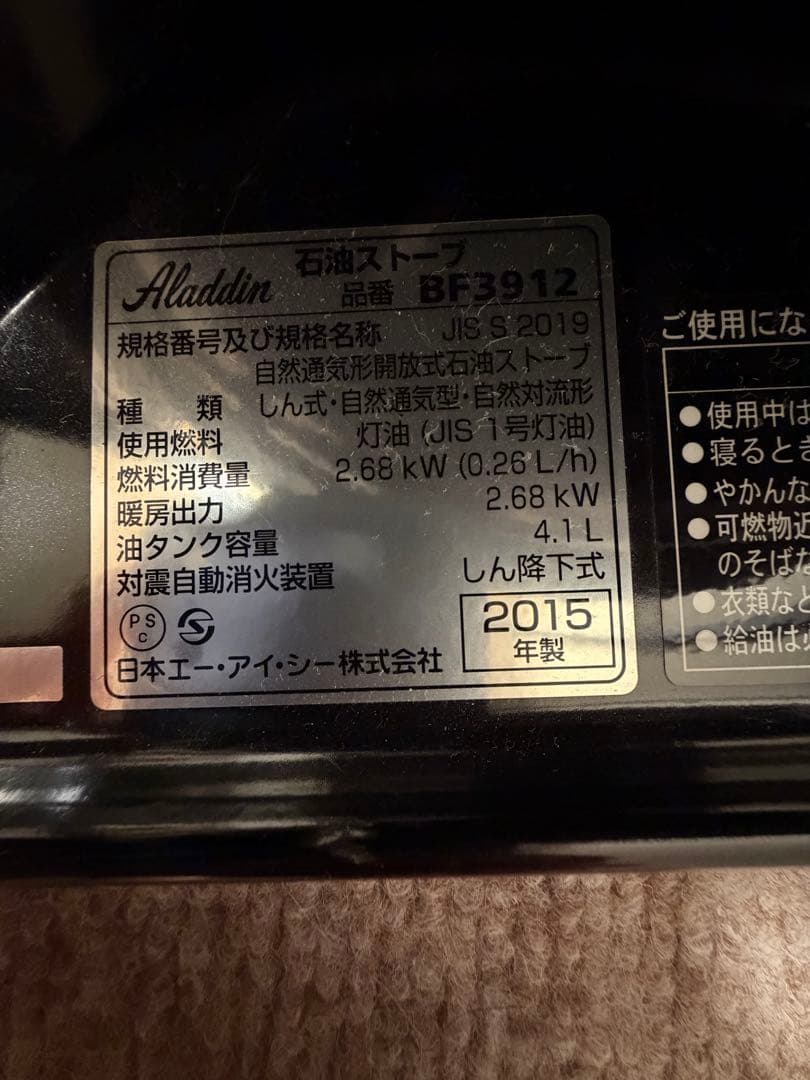 Aladdin 石油ストーブ
品番 BF3912
規格番号及び規格名称 JIS S 2019
自然通気形開放式石油ストーブ
種類 しん式・自然通気型・自然対流形
使用燃料 灯油 (JIS 1号灯油)
燃料消費量 2.68 kW (0.26 L/h)
暖房出力 2.68 kW
油タンク容量 4.1 L
対震自動消火装置 しん降下式
PS
C
2015
年製
日本エー・アイ・シー株式会社
ご使用にな
●使用中は
●寝るとき
●やかんな
●可燃物近
のそばな
●衣類など
●給油は必